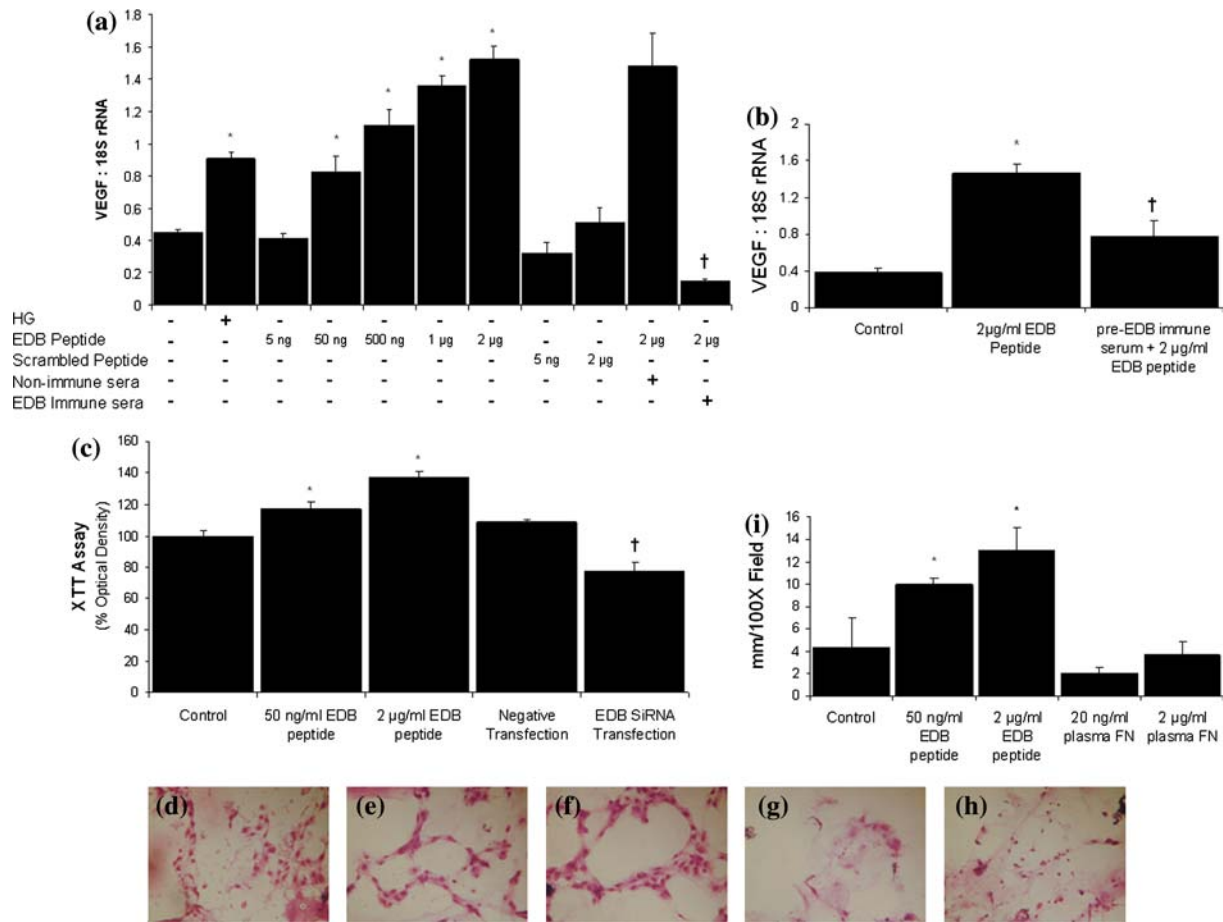 (a)
VEGF : 18S rRNA
1.8
1.6
1.4
1.2
1
0.8
0.6
0.4
0.2
0
* * * * *
†
HG - + - - - - - - - -
EDB Peptide - - 5 ng 50 ng 500 ng 1 µg 2 µg - - 2 µg 2 µg
Scrambled Peptide - - - - - - - 5 ng 2 µg - -
Non-immune sera - - - - - - - - - + -
EDB Immune sera - - - - - - - - - - +
(b)
VEGF : 18S rRNA
2
1.6
1.2
0.8
0.4
0
*
†
Control
2µg/ml EDB
Peptide
pre-EDB immune
serum + 2 µg/ml
EDB peptide
(c)
XTT Assay
(% Optical Density)
160
140
120
100
80
60
40
20
0
* *
†
Control
50 ng/ml EDB
peptide
2 µg/ml EDB
peptide
Negative
Transfection
EDB SiRNA
Transfection
(i)
mm/100X Field
16
14
12
10
8
6
4
2
0
* *
Control
50 ng/ml
EDB
peptide
2 µg/ml
EDB
peptide
20 ng/ml
plasma FN
2 µg/ml
plasma FN
(d) (e) (f) (g) (h)